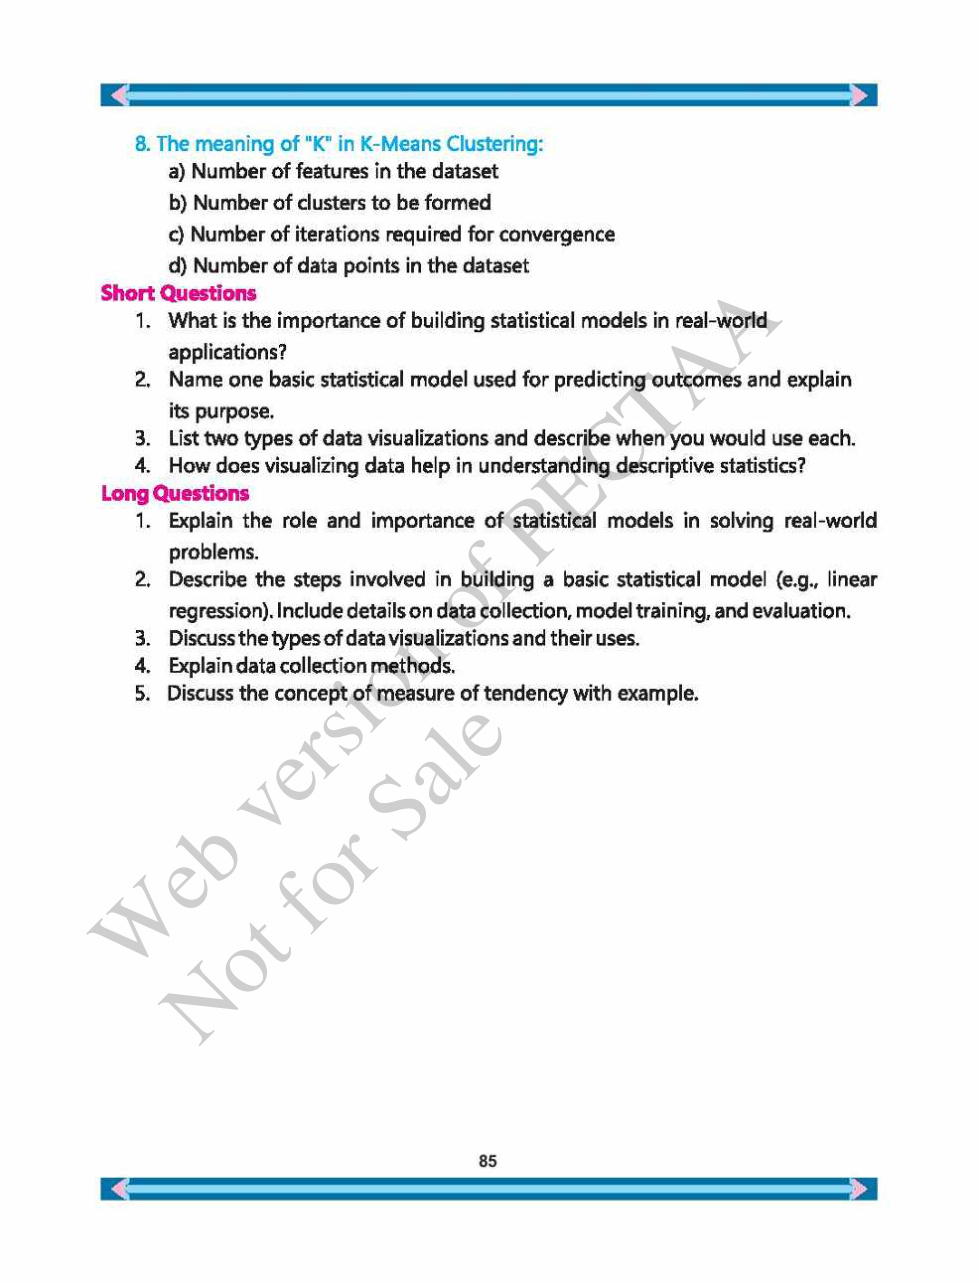 8. The meaning of "K" in K-Means Clustering:
a) Number of features in the dataset
b) Number of clusters to be formed
c) Number of iterations required for convergence
d) Number of data points in the dataset
Short Questions
1. What is the importance of building statistical models in real-world
applications?
2. Name one basic statistical model used for predicting outcomes and explain
its purpose.
3. List two types of data visualizations and describe when you would use each.
4. How does visualizing data help in understanding descriptive statistics?
Long Questions
1. Explain the role and importance of statistical models in solving real-world
problems.
2. Describe the steps involved in building a basic statistical model (e.g., linear
regression). Include details on data collection, model training, and evaluation.
3. Discuss the types of data visualizations and their uses.
4. Explain data collection methods.
5. Discuss the concept of measure of tendency with example.
Web version of PECTAA
Not for Sale
85